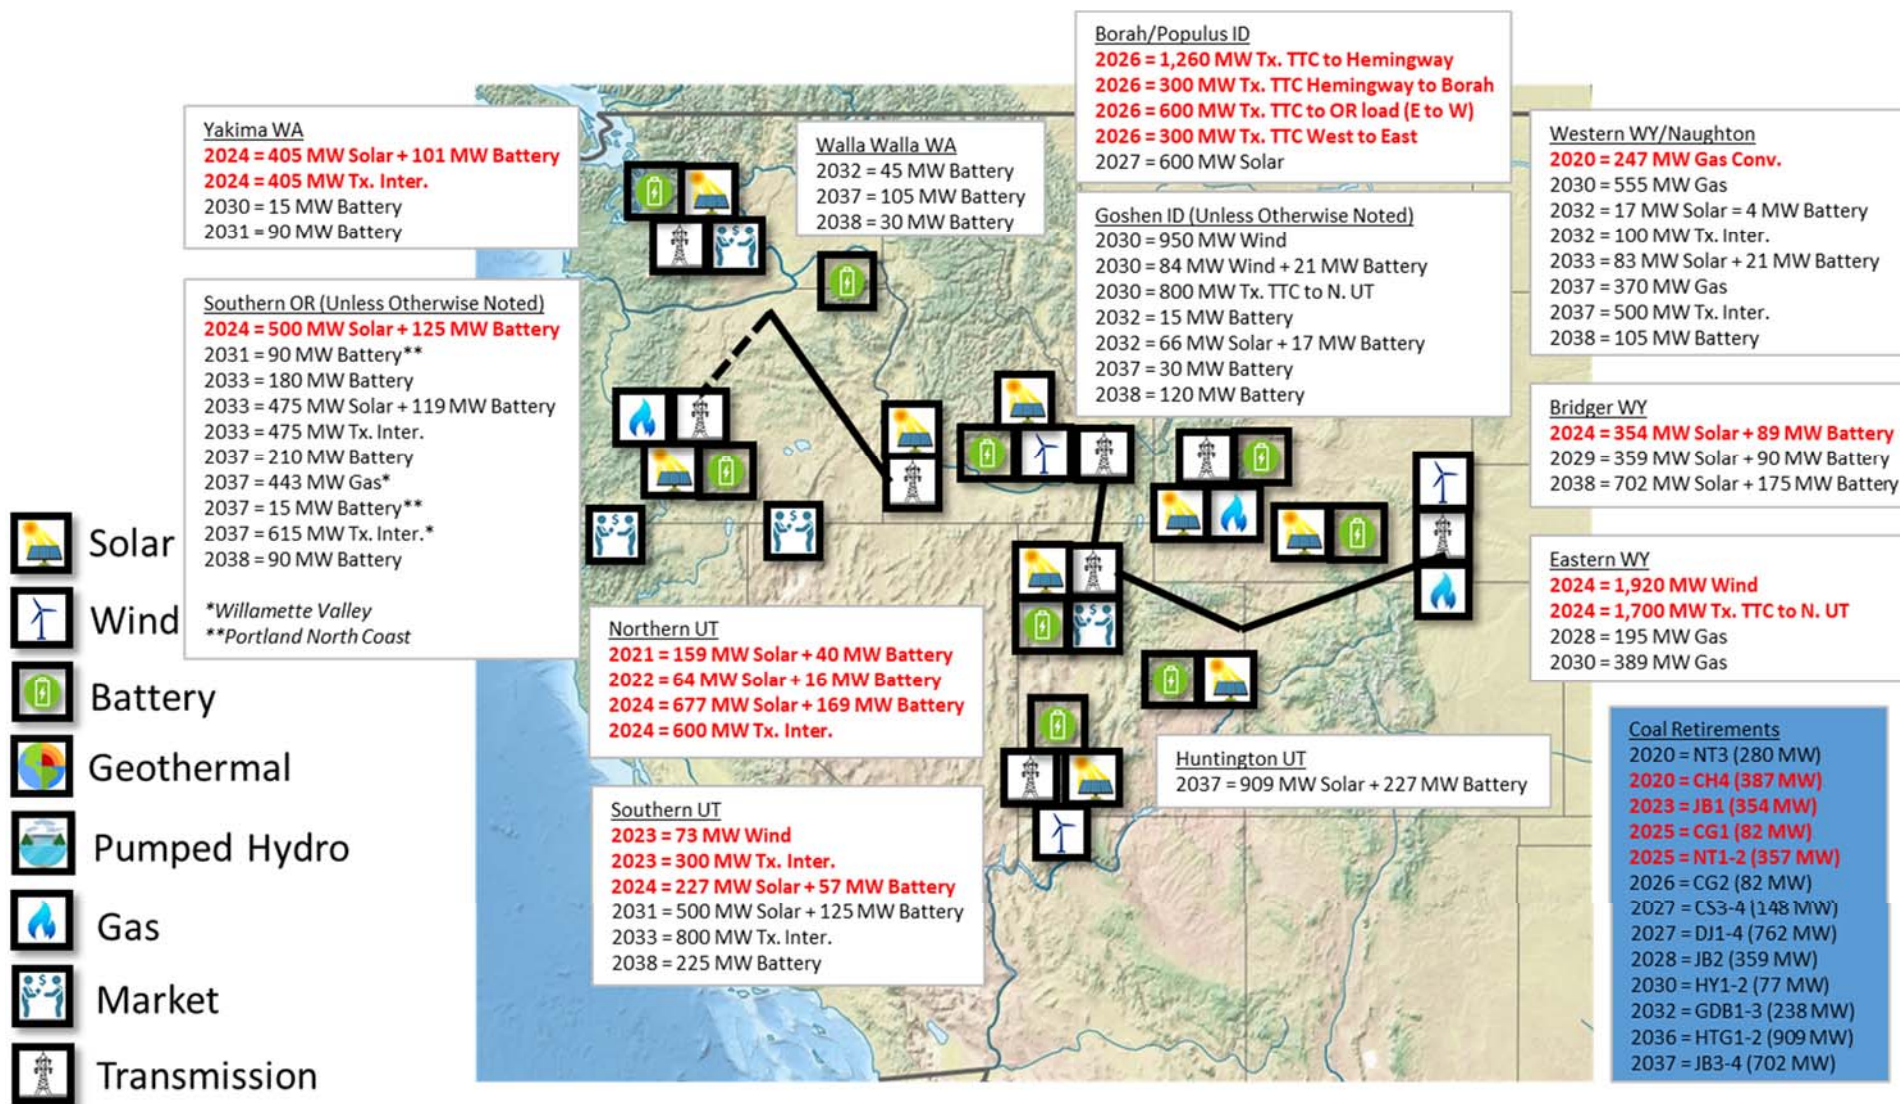 Yakima WA
2024 = 405 MW Solar + 101 MW Battery
2024 = 405 MW Tx. Inter.
2030 = 15 MW Battery
2031 = 90 MW Battery
Walla Walla WA
2032 = 45 MW Battery
2037 = 105 MW Battery
2038 = 30 MW Battery
Borah/Populus ID
2026 = 1,260 MW Tx. TTC to Hemingway
2026 = 300 MW Tx. TTC Hemingway to Borah
2026 = 600 MW Tx. TTC to OR load (E to W)
2026 = 300 MW Tx. TTC West to East
2027 = 600 MW Solar
Western WY/Naughton
2020 = 247 MW Gas Conv.
2030 = 555 MW Gas
2032 = 17 MW Solar = 4 MW Battery
2032 = 100 MW Tx. Inter.
2033 = 83 MW Solar + 21 MW Battery
2037 = 370 MW Gas
2037 = 500 MW Tx. Inter.
2038 = 105 MW Battery
Goshen ID (Unless Otherwise Noted)
2030 = 950 MW Wind
2030 = 84 MW Wind + 21 MW Battery
2030 = 800 MW Tx. TTC to N. UT
2032 = 15 MW Battery
2032 = 66 MW Solar + 17 MW Battery
2037 = 30 MW Battery
2038 = 120 MW Battery
Southern OR (Unless Otherwise Noted)
2024 = 500 MW Solar + 125 MW Battery
2031 = 90 MW Battery**
2033 = 180 MW Battery
2033 = 475 MW Solar + 119 MW Battery
2033 = 475 MW Tx. Inter.
2037 = 210 MW Battery
2037 = 443 MW Gas*
2037 = 15 MW Battery**
2037 = 615 MW Tx. Inter.*
2038 = 90 MW Battery
*Willamette Valley
**Portland North Coast
Bridger WY
2024 = 354 MW Solar + 89 MW Battery
2029 = 359 MW Solar + 90 MW Battery
2038 = 702 MW Solar + 175 MW Battery
Eastern WY
2024 = 1,920 MW Wind
2024 = 1,700 MW Tx. TTC to N. UT
2028 = 195 MW Gas
2030 = 389 MW Gas
Northern UT
2021 = 159 MW Solar + 40 MW Battery
2022 = 64 MW Solar + 16 MW Battery
2024 = 677 MW Solar + 169 MW Battery
2024 = 600 MW Tx. Inter.
Huntington UT
2037 = 909 MW Solar + 227 MW Battery
Southern UT
2023 = 73 MW Wind
2023 = 300 MW Tx. Inter.
2024 = 227 MW Solar + 57 MW Battery
2031 = 500 MW Solar + 125 MW Battery
2033 = 800 MW Tx. Inter.
2038 = 225 MW Battery
Coal Retirements
2020 = NT3 (280 MW)
2020 = CH4 (387 MW)
2023 = JB1 (354 MW)
2025 = CG1 (82 MW)
2025 = NT1-2 (357 MW)
2026 = CG2 (82 MW)
2027 = CS3-4 (148 MW)
2027 = DJ1-4 (762 MW)
2028 = JB2 (359 MW)
2030 = HY1-2 (77 MW)
2032 = GDB1-3 (238 MW)
2036 = HTG1-2 (909 MW)
2037 = JB3-4 (702 MW)
Solar
Wind
Battery
Geothermal
Pumped Hydro
Gas
Market
Transmission